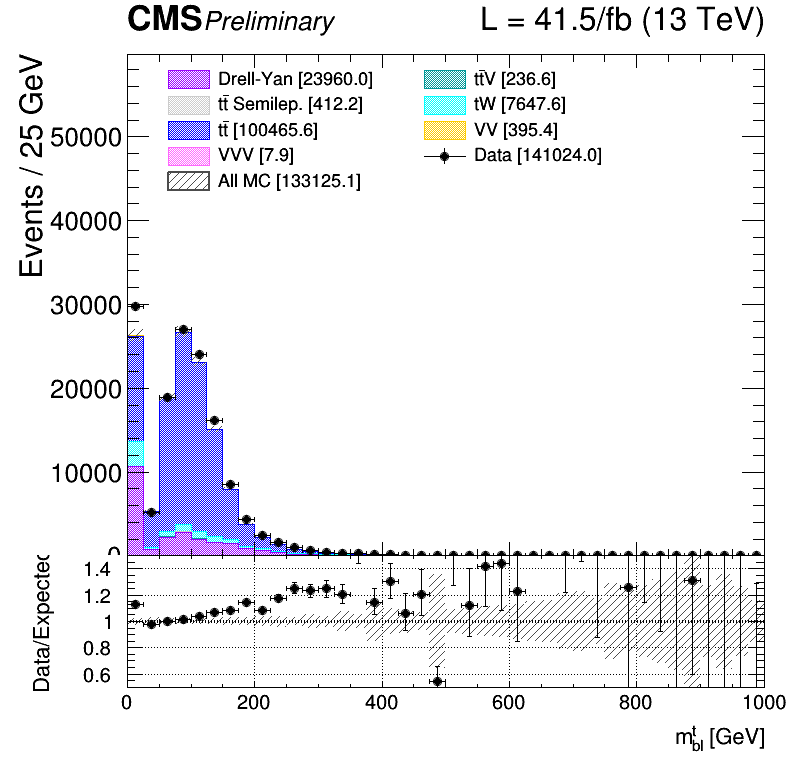 CMS Preliminary L = 41.5/fb (13 TeV)
Events / 25 GeV
Drell-Yan [23960.0]
tt̄ Semilep. [412.2]
tt̄ [100465.6]
VVV [7.9]
All MC [133125.1]
tt̄V [236.6]
tW [7647.6]
VV [395.4]
Data [141024.0]
50000
40000
30000
20000
10000
0
Data/Expected
1.4
1.2
1
0.8
0.6
0 200 400 600 800 1000
m^t_bl [GeV]